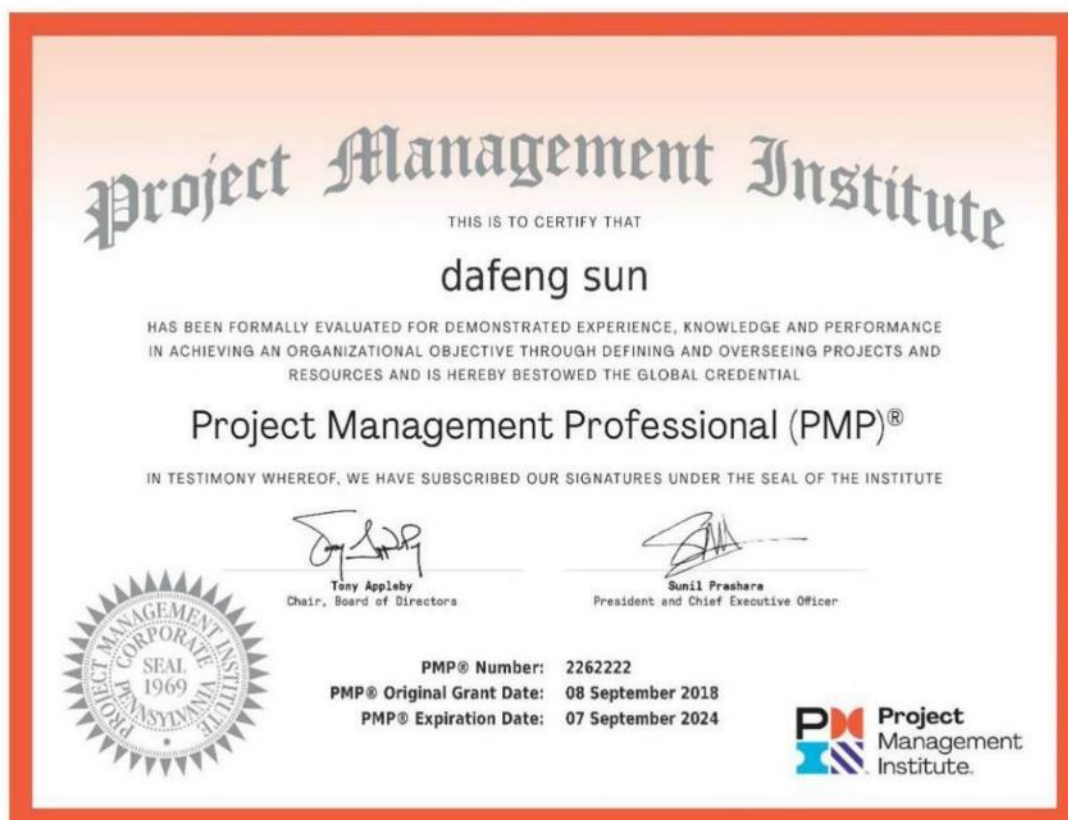 Project Management Institute
THIS IS TO CERTIFY THAT
dafeng sun
HAS BEEN FORMALLY EVALUATED FOR DEMONSTRATED EXPERIENCE, KNOWLEDGE AND PERFORMANCE
IN ACHIEVING AN ORGANIZATIONAL OBJECTIVE THROUGH DEFINING AND OVERSEEING PROJECTS AND
RESOURCES AND IS HEREBY BESTOWED THE GLOBAL CREDENTIAL
Project Management Professional (PMP)®
IN TESTIMONY WHEREOF, WE HAVE SUBSCRIBED OUR SIGNATURES UNDER THE SEAL OF THE INSTITUTE
Tony Appleby
Chair, Board of Directors
Sunil Prashara
President and Chief Executive Officer
PROJECT MANAGEMENT INSTITUTE
CORPORATE
SEAL
1969
PENNSYLVANIA
PMP® Number: 2262222
PMP® Original Grant Date: 08 September 2018
PMP® Expiration Date: 07 September 2024
Project
Management
Institute.